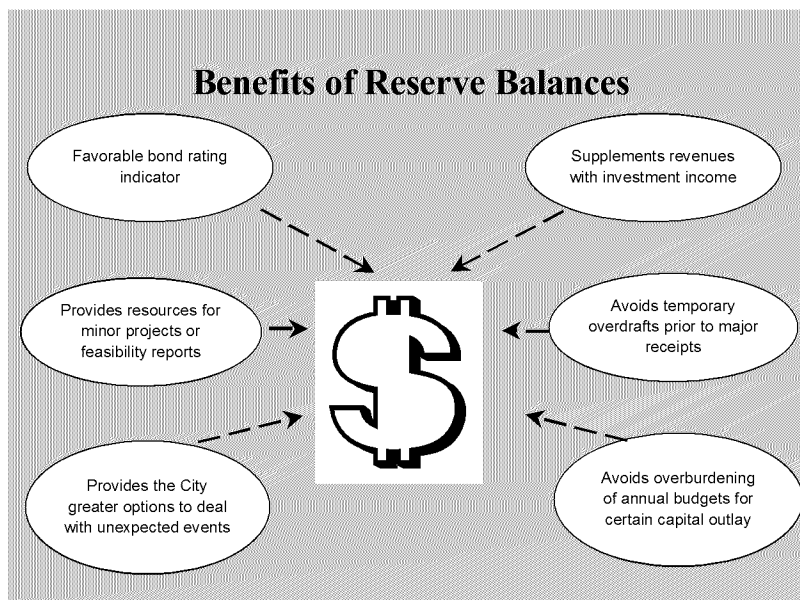 Benefits of Reserve Balances
Favorable bond rating
indicator
Supplements revenues
with investment income
Provides resources for
minor projects or
feasibility reports
Avoids temporary
overdrafts prior to major
receipts
Provides the City
greater options to deal
with unexpected events
Avoids overburdening
of annual budgets for
certain capital outlay
$